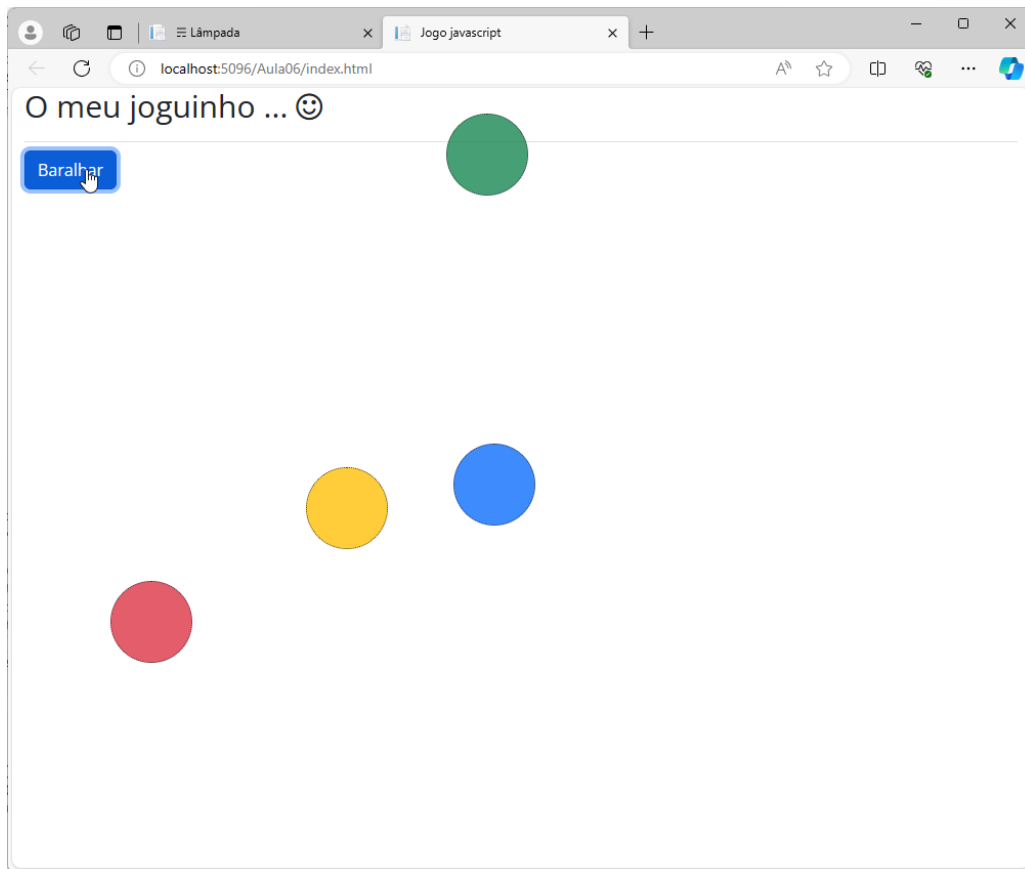 Lâmpada
Jogo javascript
localhost:5096/Aula06/index.html
O meu joguinho ... ☺
Baralhar